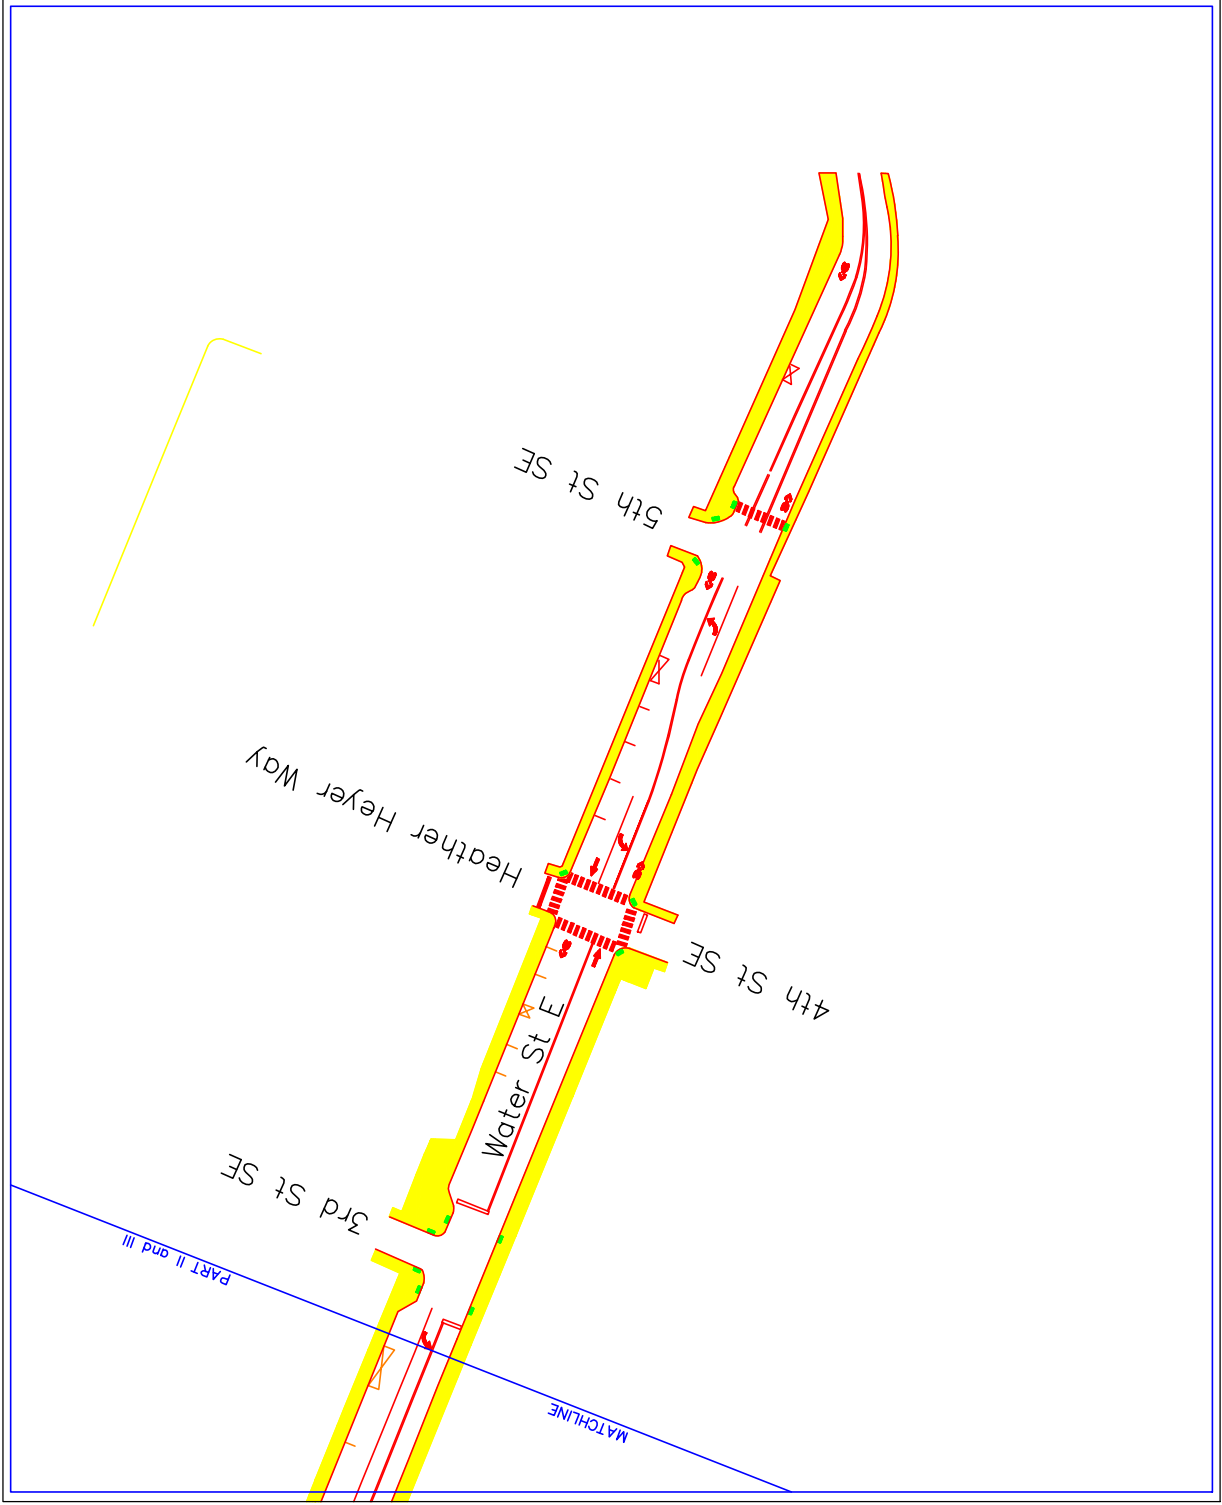 5th St SE
Heather Heyer Way
4th St SE
Water St E
3rd St SE
PART II and III
MATCHLINE